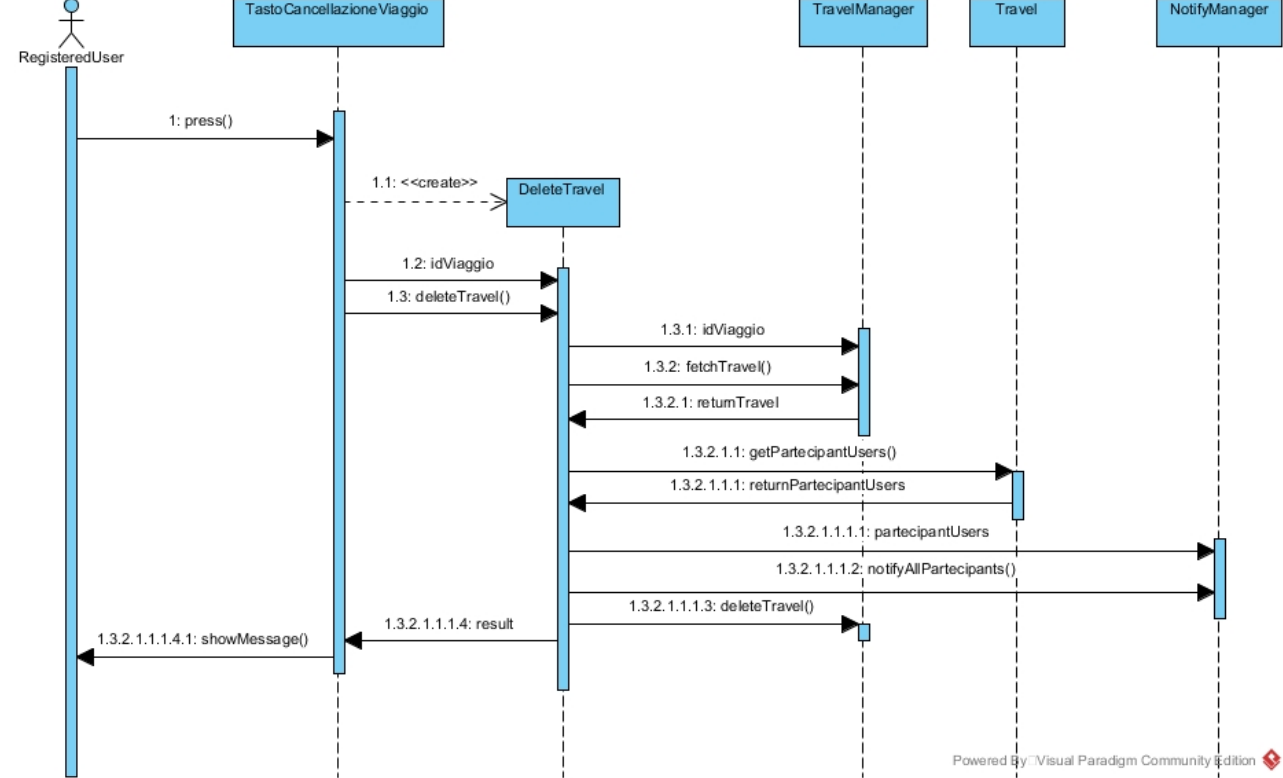 TastoCancellazioneViaggio
TravelManager
Travel
NotifyManager
RegisteredUser
1: press()
1.1: <<create>>
DeleteTravel
1.2: idViaggio
1.3: deleteTravel()
1.3.1: idViaggio
1.3.2: fetchTravel()
1.3.2.1: returnTravel
1.3.2.1.1: getPartecipantUsers()
1.3.2.1.1.1: returnPartecipantUsers
1.3.2.1.1.1.1: partecipantUsers
1.3.2.1.1.1.2: notifyAllPartecipants()
1.3.2.1.1.1.3: deleteTravel()
1.3.2.1.1.1.4: result
1.3.2.1.1.1.4.1: showMessage()
Powered By Visual Paradigm Community Edition